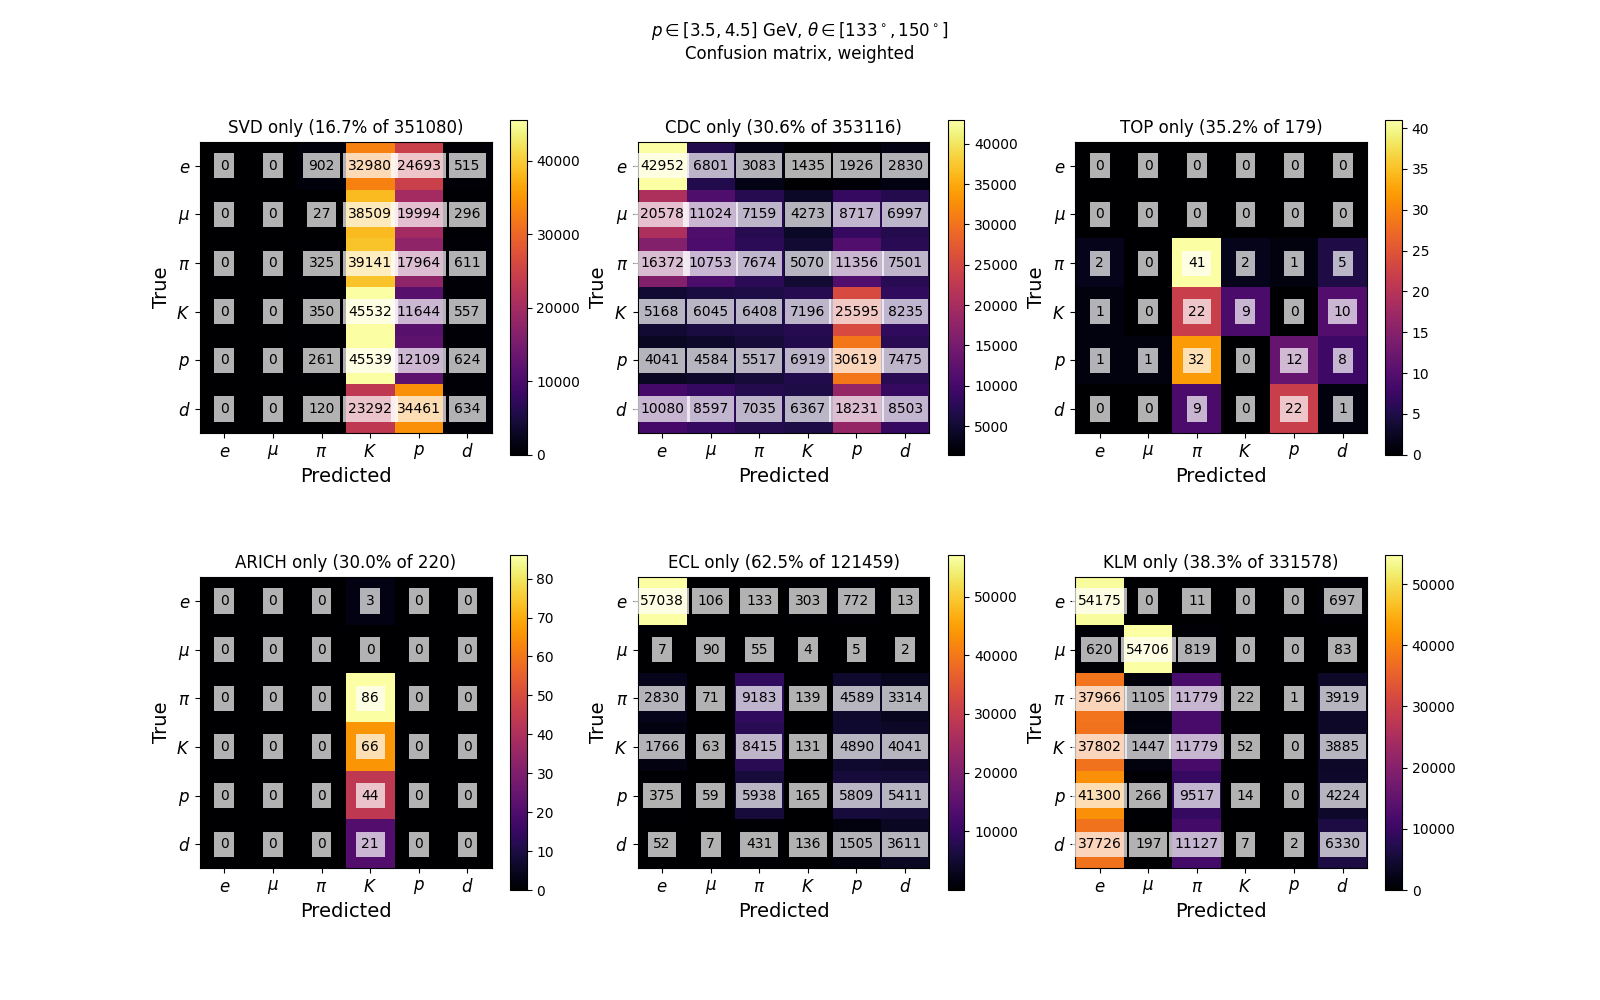 p ∈ [3.5, 4.5] GeV, θ ∈ [133°, 150°]
Confusion matrix, weighted
SVD only (16.7% of 351080)
True
e 0 0 902 32980 24693 515
μ 0 0 27 38509 19994 296
π 0 0 325 39141 17964 611
K 0 0 350 45532 11644 557
p 0 0 261 45539 12109 624
d 0 0 120 23292 34461 634
e μ π K p d
Predicted
40000
30000
20000
10000
0
CDC only (30.6% of 353116)
True
e 42952 6801 3083 1435 1926 2830
μ 20578 11024 7159 4273 8717 6997
π 16372 10753 7674 5070 11356 7501
K 5168 6045 6408 7196 25595 8235
p 4041 4584 5517 6919 30619 7475
d 10080 8597 7035 6367 18231 8503
e μ π K p d
Predicted
40000
35000
30000
25000
20000
15000
10000
5000
TOP only (35.2% of 179)
True
e 0 0 0 0 0 0
μ 0 0 0 0 0 0
π 2 0 41 2 1 5
K 1 0 22 9 0 10
p 1 1 32 0 12 8
d 0 0 9 0 22 1
e μ π K p d
Predicted
40
35
30
25
20
15
10
5
0
ARICH only (30.0% of 220)
True
e 0 0 0 3 0 0
μ 0 0 0 0 0 0
π 0 0 0 86 0 0
K 0 0 0 66 0 0
p 0 0 0 44 0 0
d 0 0 0 21 0 0
e μ π K p d
Predicted
80
70
60
50
40
30
20
10
0
ECL only (62.5% of 121459)
True
e 57038 106 133 303 772 13
μ 7 90 55 4 5 2
π 2830 71 9183 139 4589 3314
K 1766 63 8415 131 4890 4041
p 375 59 5938 165 5809 5411
d 52 7 431 136 1505 3611
e μ π K p d
Predicted
50000
40000
30000
20000
10000
KLM only (38.3% of 331578)
True
e 54175 0 11 0 0 697
μ 620 54706 819 0 0 83
π 37966 1105 11779 22 1 3919
K 37802 1447 11779 52 0 3885
p 41300 266 9517 14 0 4224
d 37726 197 11127 7 2 6330
e μ π K p d
Predicted
50000
40000
30000
20000
10000
0